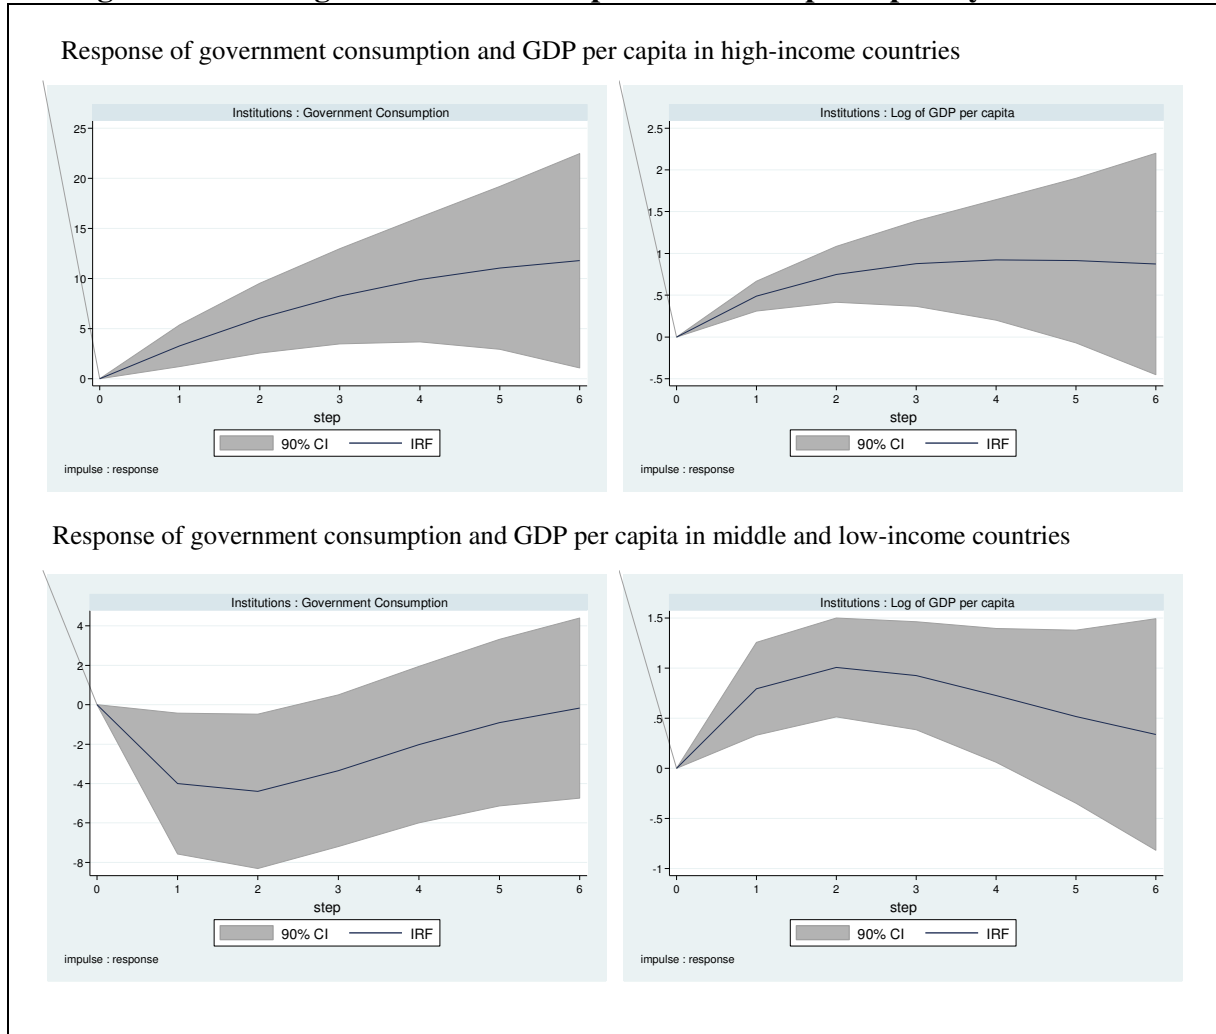 Response of government consumption and GDP per capita in high-income countries
Institutions : Government Consumption
25
20
15
10
5
0
0 1 2 3 4 5 6
step
90% CI IRF
impulse : response
Institutions : Log of GDP per capita
2.5
2
1.5
1
.5
0
-.5
0 1 2 3 4 5 6
step
90% CI IRF
impulse : response
Response of government consumption and GDP per capita in middle and low-income countries
Institutions : Government Consumption
4
2
0
-2
-4
-6
-8
0 1 2 3 4 5 6
step
90% CI IRF
impulse : response
Institutions : Log of GDP per capita
1.5
1
.5
0
-.5
-1
0 1 2 3 4 5 6
step
90% CI IRF
impulse : response